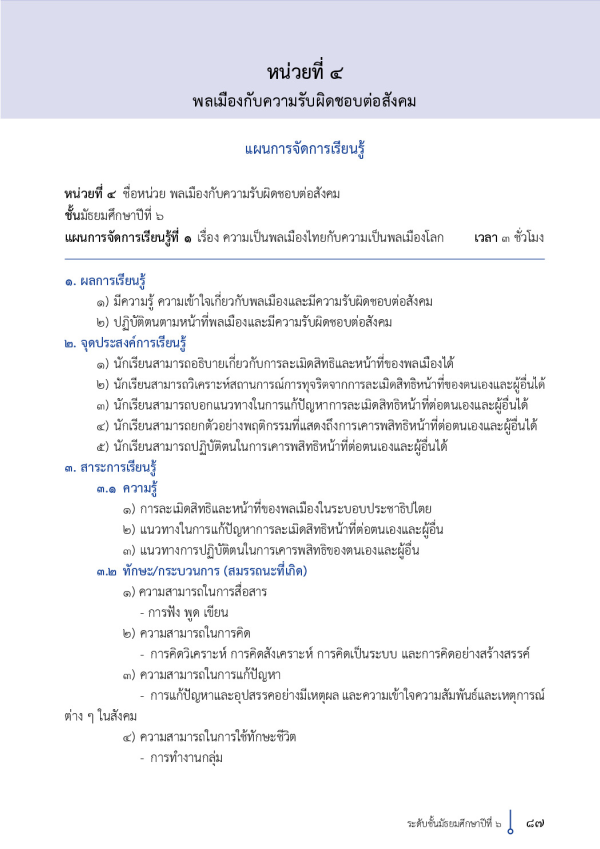 หน่วยที่ ๔
พลเมืองกับความรับผิดชอบต่อสังคม
แผนการจัดการเรียนรู้
หน่วยที่ ๔ ชื่อหน่วย พลเมืองกับความรับผิดชอบต่อสังคม
ชั้นมัธยมศึกษาปีที่ ๖
แผนการจัดการเรียนรู้ที่ ๑ เรื่อง ความเป็นพลเมืองไทยกับความเป็นพลเมืองโลก เวลา ๓ ชั่วโมง
๑. ผลการเรียนรู้
๑) มีความรู้ ความเข้าใจเกี่ยวกับพลเมืองและมีความรับผิดชอบต่อสังคม
๒) ปฏิบัติตนตามหน้าที่พลเมืองและมีความรับผิดชอบต่อสังคม
๒. จุดประสงค์การเรียนรู้
๑) นักเรียนสามารถอธิบายเกี่ยวกับการละเมิดสิทธิและหน้าที่ของพลเมืองได้
๒) นักเรียนสามารถวิเคราะห์สถานการณ์การทุจริตจากการละเมิดสิทธิหน้าที่ของตนเองและผู้อื่นได้
๓) นักเรียนสามารถบอกแนวทางในการแก้ปัญหาการละเมิดสิทธิหน้าที่ต่อตนเองและผู้อื่นได้
๔) นักเรียนสามารถยกตัวอย่างพฤติกรรมที่แสดงถึงการเคารพสิทธิหน้าที่ต่อตนเองและผู้อื่นได้
๕) นักเรียนสามารถปฏิบัติตนในการเคารพสิทธิหน้าที่ต่อตนเองและผู้อื่นได้
๓. สาระการเรียนรู้
๓.๑ ความรู้
๑) การละเมิดสิทธิและหน้าที่ของพลเมืองในระบอบประชาธิปไตย
๒) แนวทางในการแก้ปัญหาการละเมิดสิทธิหน้าที่ต่อตนเองและผู้อื่น
๓) แนวทางการปฏิบัติตนในการเคารพสิทธิของตนเองและผู้อื่น
๓.๒ ทักษะ/กระบวนการ (สมรรถนะที่เกิด)
๑) ความสามารถในการสื่อสาร
- การฟัง พูด เขียน
๒) ความสามารถในการคิด
- การคิดวิเคราะห์ การคิดสังเคราะห์ การคิดเป็นระบบ และการคิดอย่างสร้างสรรค์
๓) ความสามารถในการแก้ปัญหา
- การแก้ปัญหาและอุปสรรคอย่างมีเหตุผล และความเข้าใจความสัมพันธ์และเหตุการณ์
ต่าง ๆ ในสังคม
๔) ความสามารถในการใช้ทักษะชีวิต
- การทำงานกลุ่ม
ระดับชั้นมัธยมศึกษาปีที่ ๖ ๘๗